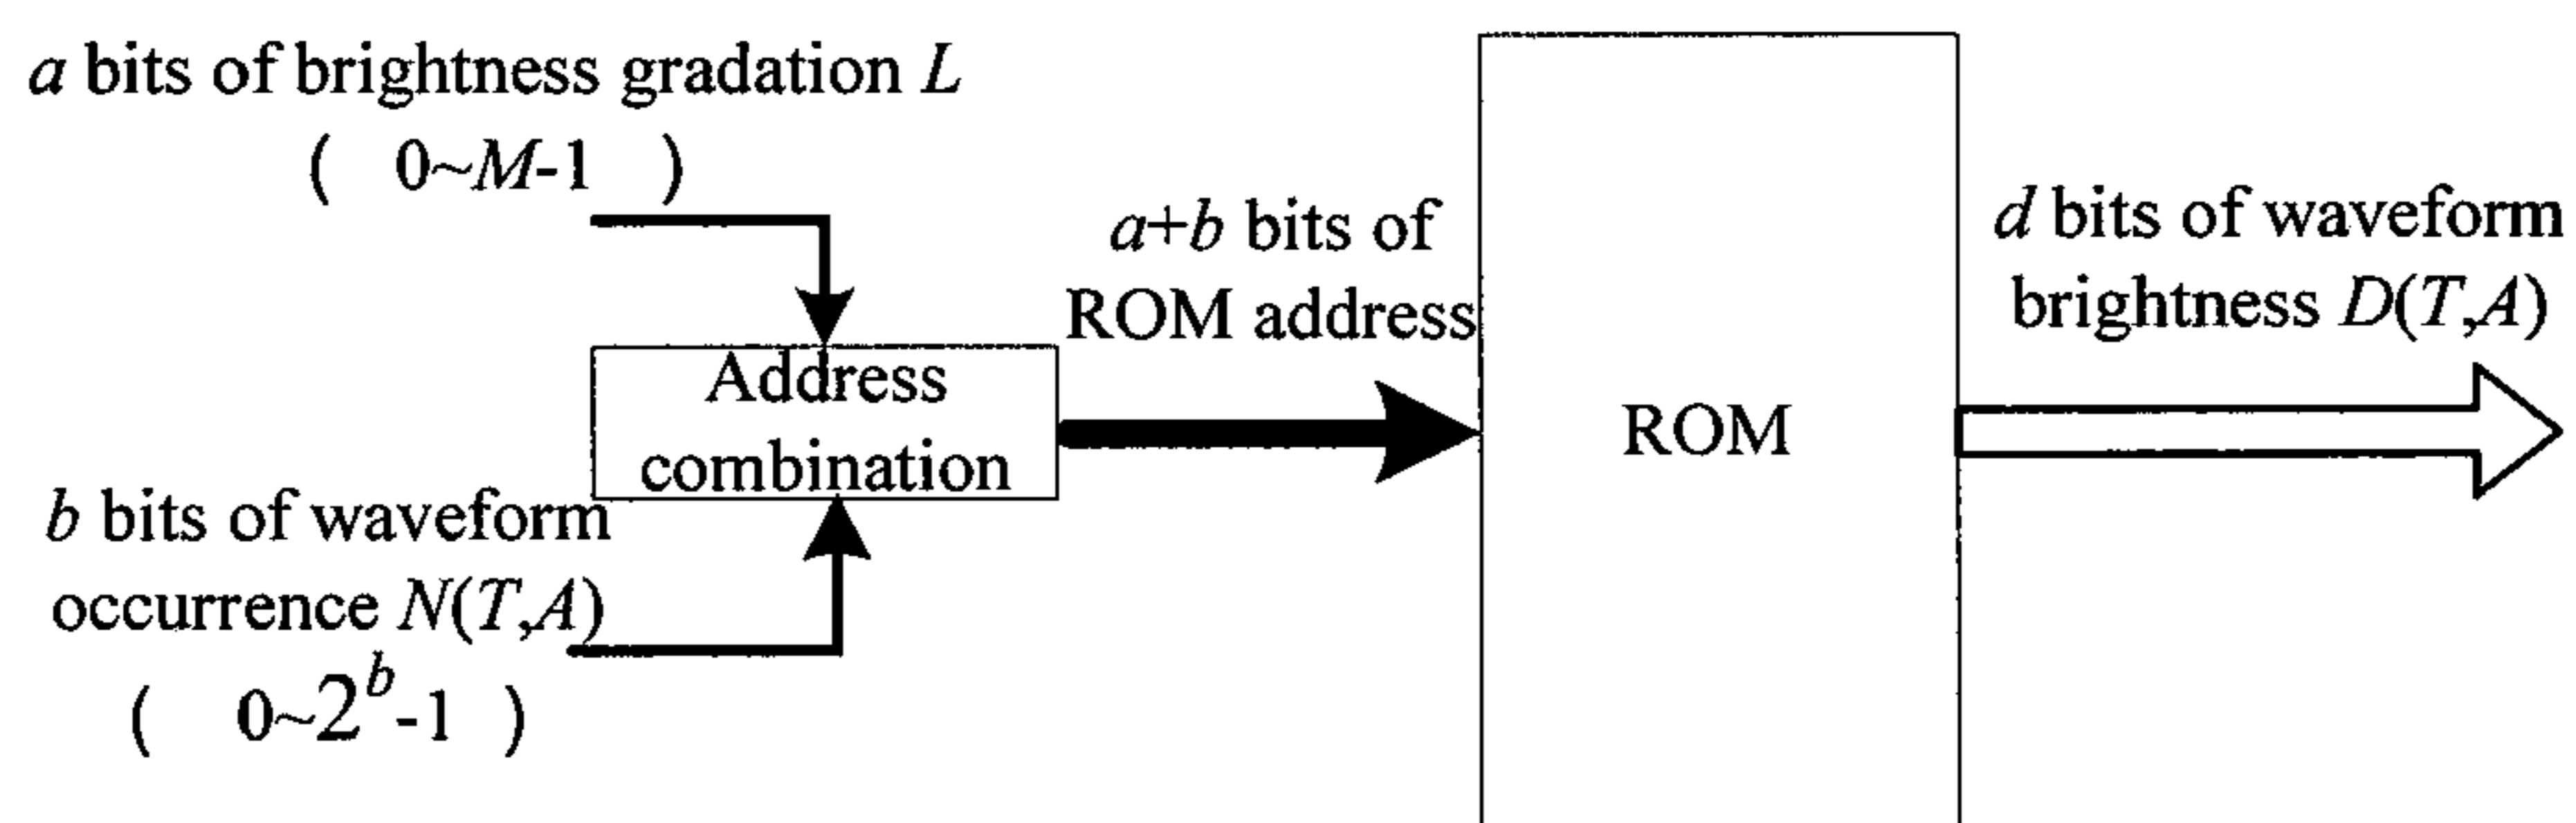 a bits of brightness gradation L
( 0~M-1 )
Address
combination
b bits of waveform
occurrence N(T,A)
( 0~2^b-1 )
a+b bits of
ROM address
ROM
d bits of waveform
brightness D(T,A)